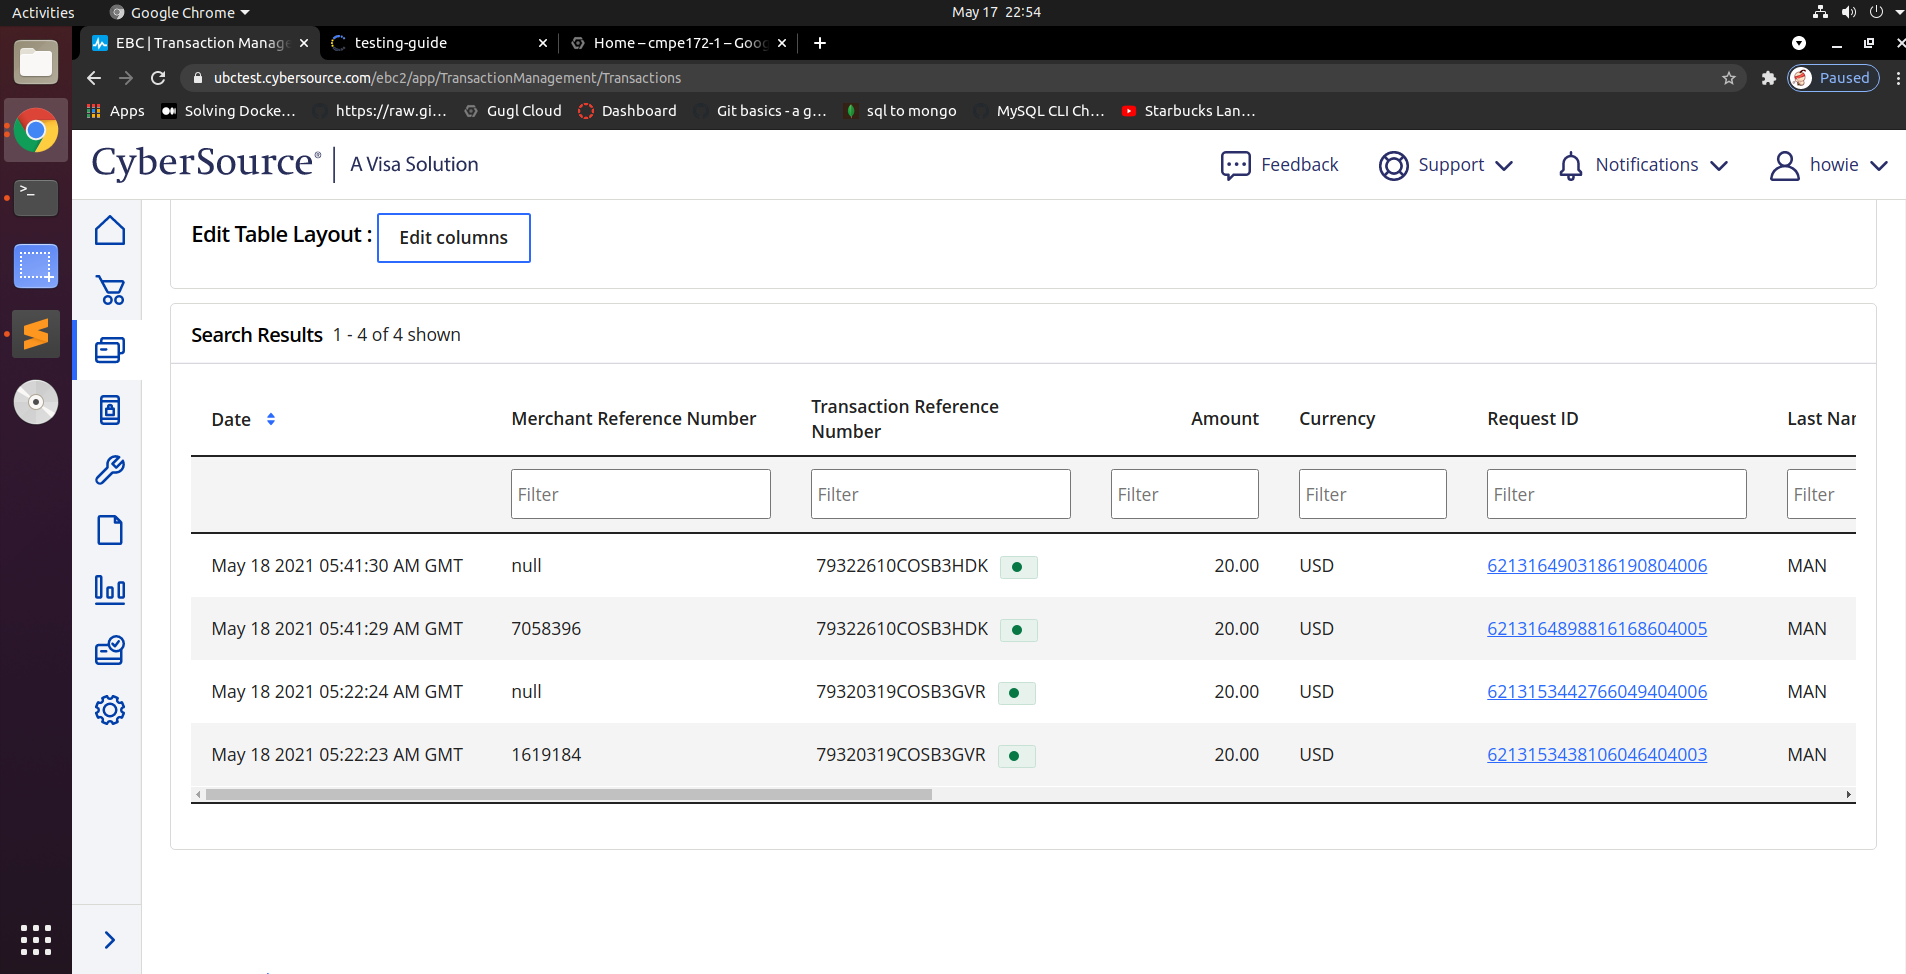 Activities
Google Chrome
May 17 22:54
EBC | Transaction Manage
testing-guide
Home – cmpe172-1 – Goog
ubctest.cybersource.com/ebc2/app/TransactionManagement/Transactions
Paused
Apps
Solving Docke...
https://raw.gi...
Gugl Cloud
Dashboard
Git basics - a g...
sql to mongo
MySQL CLI Ch...
Starbucks Lan...
CyberSource® A Visa Solution
Feedback
Support
Notifications
howie
Edit Table Layout :
Edit columns
Search Results 1 - 4 of 4 shown
Date
Merchant Reference Number
Transaction Reference
Number
Amount
Currency
Request ID
Last Nar
Filter
Filter
Filter
Filter
Filter
Filter
May 18 2021 05:41:30 AM GMT null 79322610COSB3HDK 20.00 USD 6213164903186190804006 MAN
May 18 2021 05:41:29 AM GMT 7058396 79322610COSB3HDK 20.00 USD 6213164898816168604005 MAN
May 18 2021 05:22:24 AM GMT null 79320319COSB3GVR 20.00 USD 6213153442766049404006 MAN
May 18 2021 05:22:23 AM GMT 1619184 79320319COSB3GVR 20.00 USD 6213153438106046404003 MAN